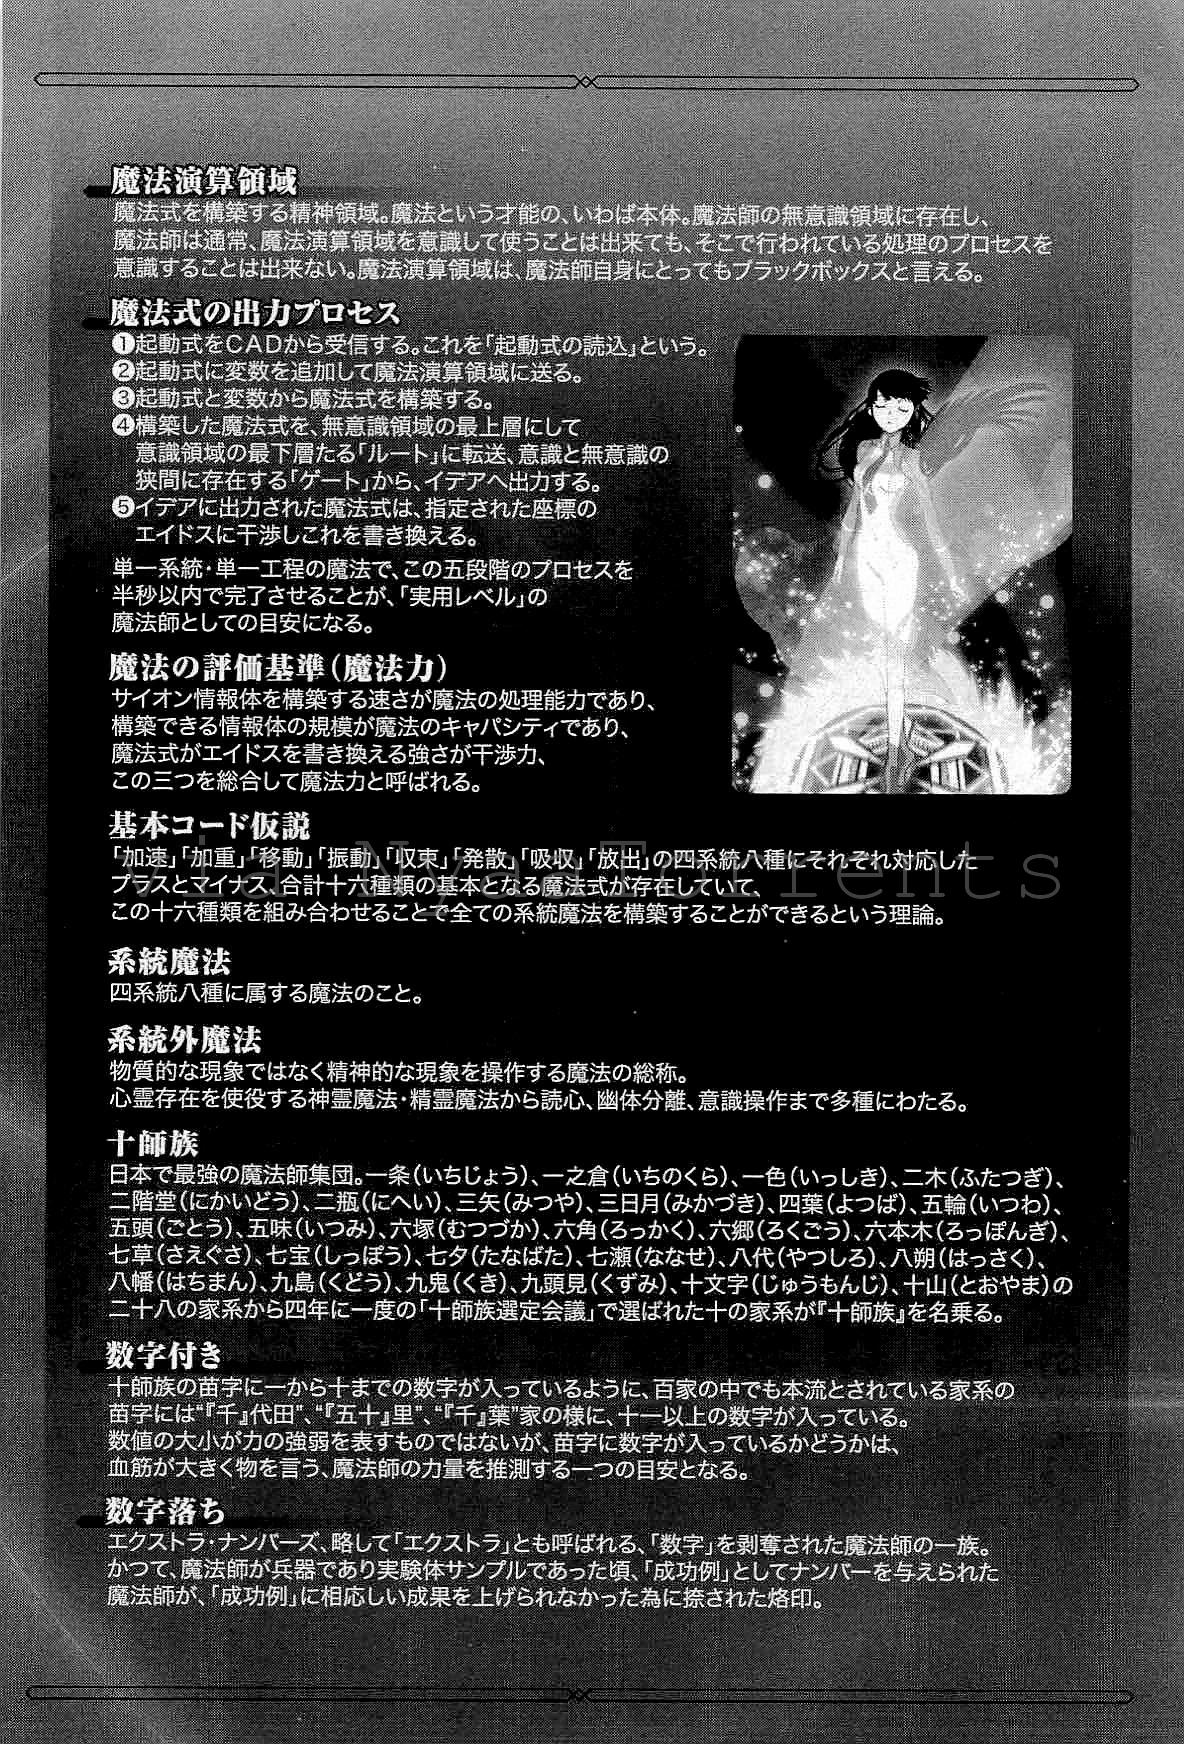 魔法演算領域
魔法式を構築する精神領域。魔法という才能の、いわば本体。魔法師の無意識領域に存在し、
魔法師は通常、魔法演算領域を意識して使うことは出来ても、そこで行われている処理のプロセスを
意識することは出来ない。魔法演算領域は、魔法師自身にとってもブラックボックスと言える。
魔法式の出力プロセス
❶起動式をCADから受信する。これを「起動式の読込」という。
❷起動式に変数を追加して魔法演算領域に送る。
❸起動式と変数から魔法式を構築する。
❹構築した魔法式を、無意識領域の最上層にして
意識領域の最下層たる「ルート」に転送、意識と無意識の
狭間に存在する「ゲート」から、イデアへ出力する。
❺イデアに出力された魔法式は、指定された座標の
エイドスに干渉しこれを書き換える。
単一系統・単一工程の魔法で、この五段階のプロセスを
半秒以内で完了させることが、「実用レベル」の
魔法師としての目安になる。
魔法の評価基準（魔法力）
サイオン情報体を構築する速さが魔法の処理能力であり、
構築できる情報体の規模が魔法のキャパシティであり、
魔法式がエイドスを書き換える強さが干渉力、
この三つを総合して魔法力と呼ばれる。
基本コード仮説
「加速」「加重」「移動」「振動」「収束」「発散」「吸収」「放出」の四系統八種にそれぞれ対応した
プラスとマイナス、合計十六種類の基本となる魔法式が存在していて、
この十六種類を組み合わせることで全ての系統魔法を構築することができるという理論。
via NyaaTorrents
系統魔法
四系統八種に属する魔法のこと。
系統外魔法
物質的な現象ではなく精神的な現象を操作する魔法の総称。
心霊存在を使役する神霊魔法・精霊魔法から読心、幽体分離、意識操作まで多種にわたる。
十師族
日本で最強の魔法師集団。一条（いちじょう）、一之倉（いちのくら）、一色（いっしき）、二木（ふたつぎ）、
二階堂（にかいどう）、二瓶（にへい）、三矢（みつや）、三日月（みかづき）、四葉（よつば）、五輪（いつわ）、
五頭（ごとう）、五味（いつみ）、六塚（むつづか）、六角（ろっかく）、六郷（ろくごう）、六本木（ろっぽんぎ）、
七草（さえぐさ）、七宝（しっぽう）、七夕（たなばた）、七瀬（ななせ）、八代（やつしろ）、八朔（はっさく）、
八幡（はちまん）、九島（くどう）、九鬼（くき）、九頭見（くずみ）、十文字（じゅうもんじ）、十山（とおやま）の
二十八の家系から四年に一度の「十師族選定会議」で選ばれた十の家系が『十師族』を名乗る。
数字付き
十師族の苗字に一から十までの数字が入っているように、百家の中でも本流とされている家系の
苗字には“『千』代田”、“『五十』里”、“『千』葉”家の様に、十一以上の数字が入っている。
数値の大小が力の強弱を表すものではないが、苗字に数字が入っているかどうかは、
血筋が大きく物を言う、魔法師の力量を推測する一つの目安となる。
数字落ち
エクストラ・ナンバーズ、略して「エクストラ」とも呼ばれる、「数字」を剥奪された魔法師の一族。
かつて、魔法師が兵器であり実験体サンプルであった頃、「成功例」としてナンバーを与えられた
魔法師が、「成功例」に相応しい成果を上げられなかった為に捺された烙印。